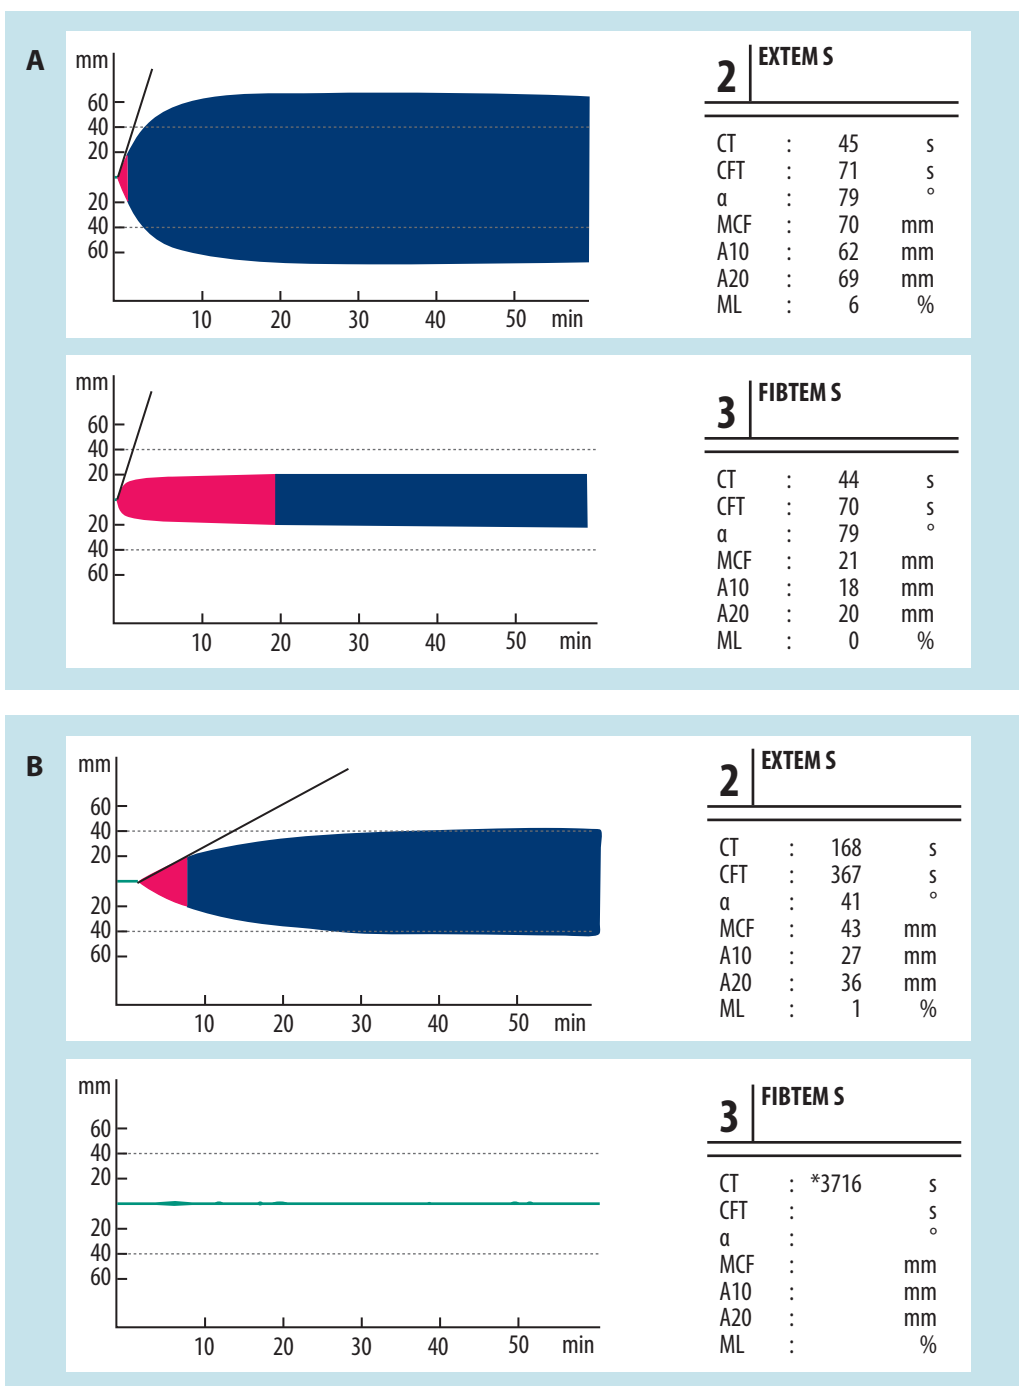 A
mm
60
40
20
20
40
60
10 20 30 40 50 min
2 EXTEM S
CT : 45 s
CFT : 71 s
α : 79 °
MCF : 70 mm
A10 : 62 mm
A20 : 69 mm
ML : 6 %
mm
60
40
20
20
40
60
10 20 30 40 50 min
3 FIBTEM S
CT : 44 s
CFT : 70 s
α : 79 °
MCF : 21 mm
A10 : 18 mm
A20 : 20 mm
ML : 0 %
B
mm
60
40
20
20
40
60
10 20 30 40 50 min
2 EXTEM S
CT : 168 s
CFT : 367 s
α : 41 °
MCF : 43 mm
A10 : 27 mm
A20 : 36 mm
ML : 1 %
mm
60
40
20
20
40
60
10 20 30 40 50 min
3 FIBTEM S
CT : *3716 s
CFT : s
α : °
MCF : mm
A10 : mm
A20 : mm
ML : %